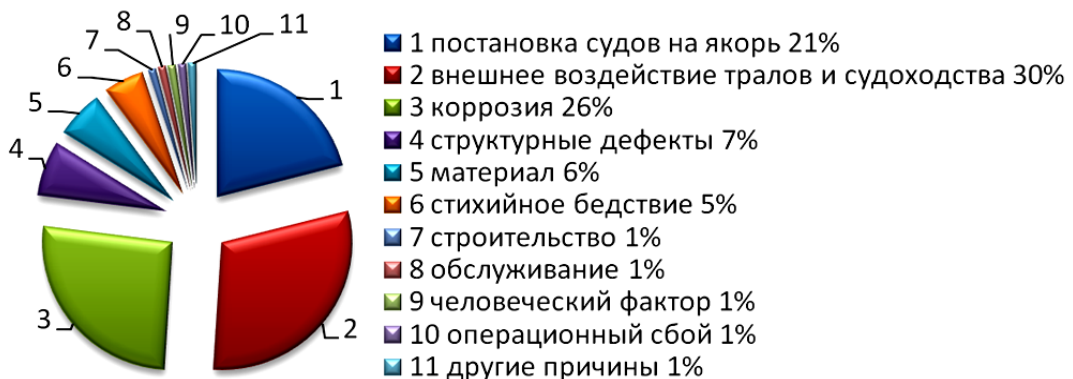 8
9
10
11
7
6
5
4
3
1
2
1 постановка судов на якорь 21%
2 внешнее воздействие тралов и судоходства 30%
3 коррозия 26%
4 структурные дефекты 7%
5 материал 6%
6 стихийное бедствие 5%
7 строительство 1%
8 обслуживание 1%
9 человеческий фактор 1%
10 операционный сбой 1%
11 другие причины 1%